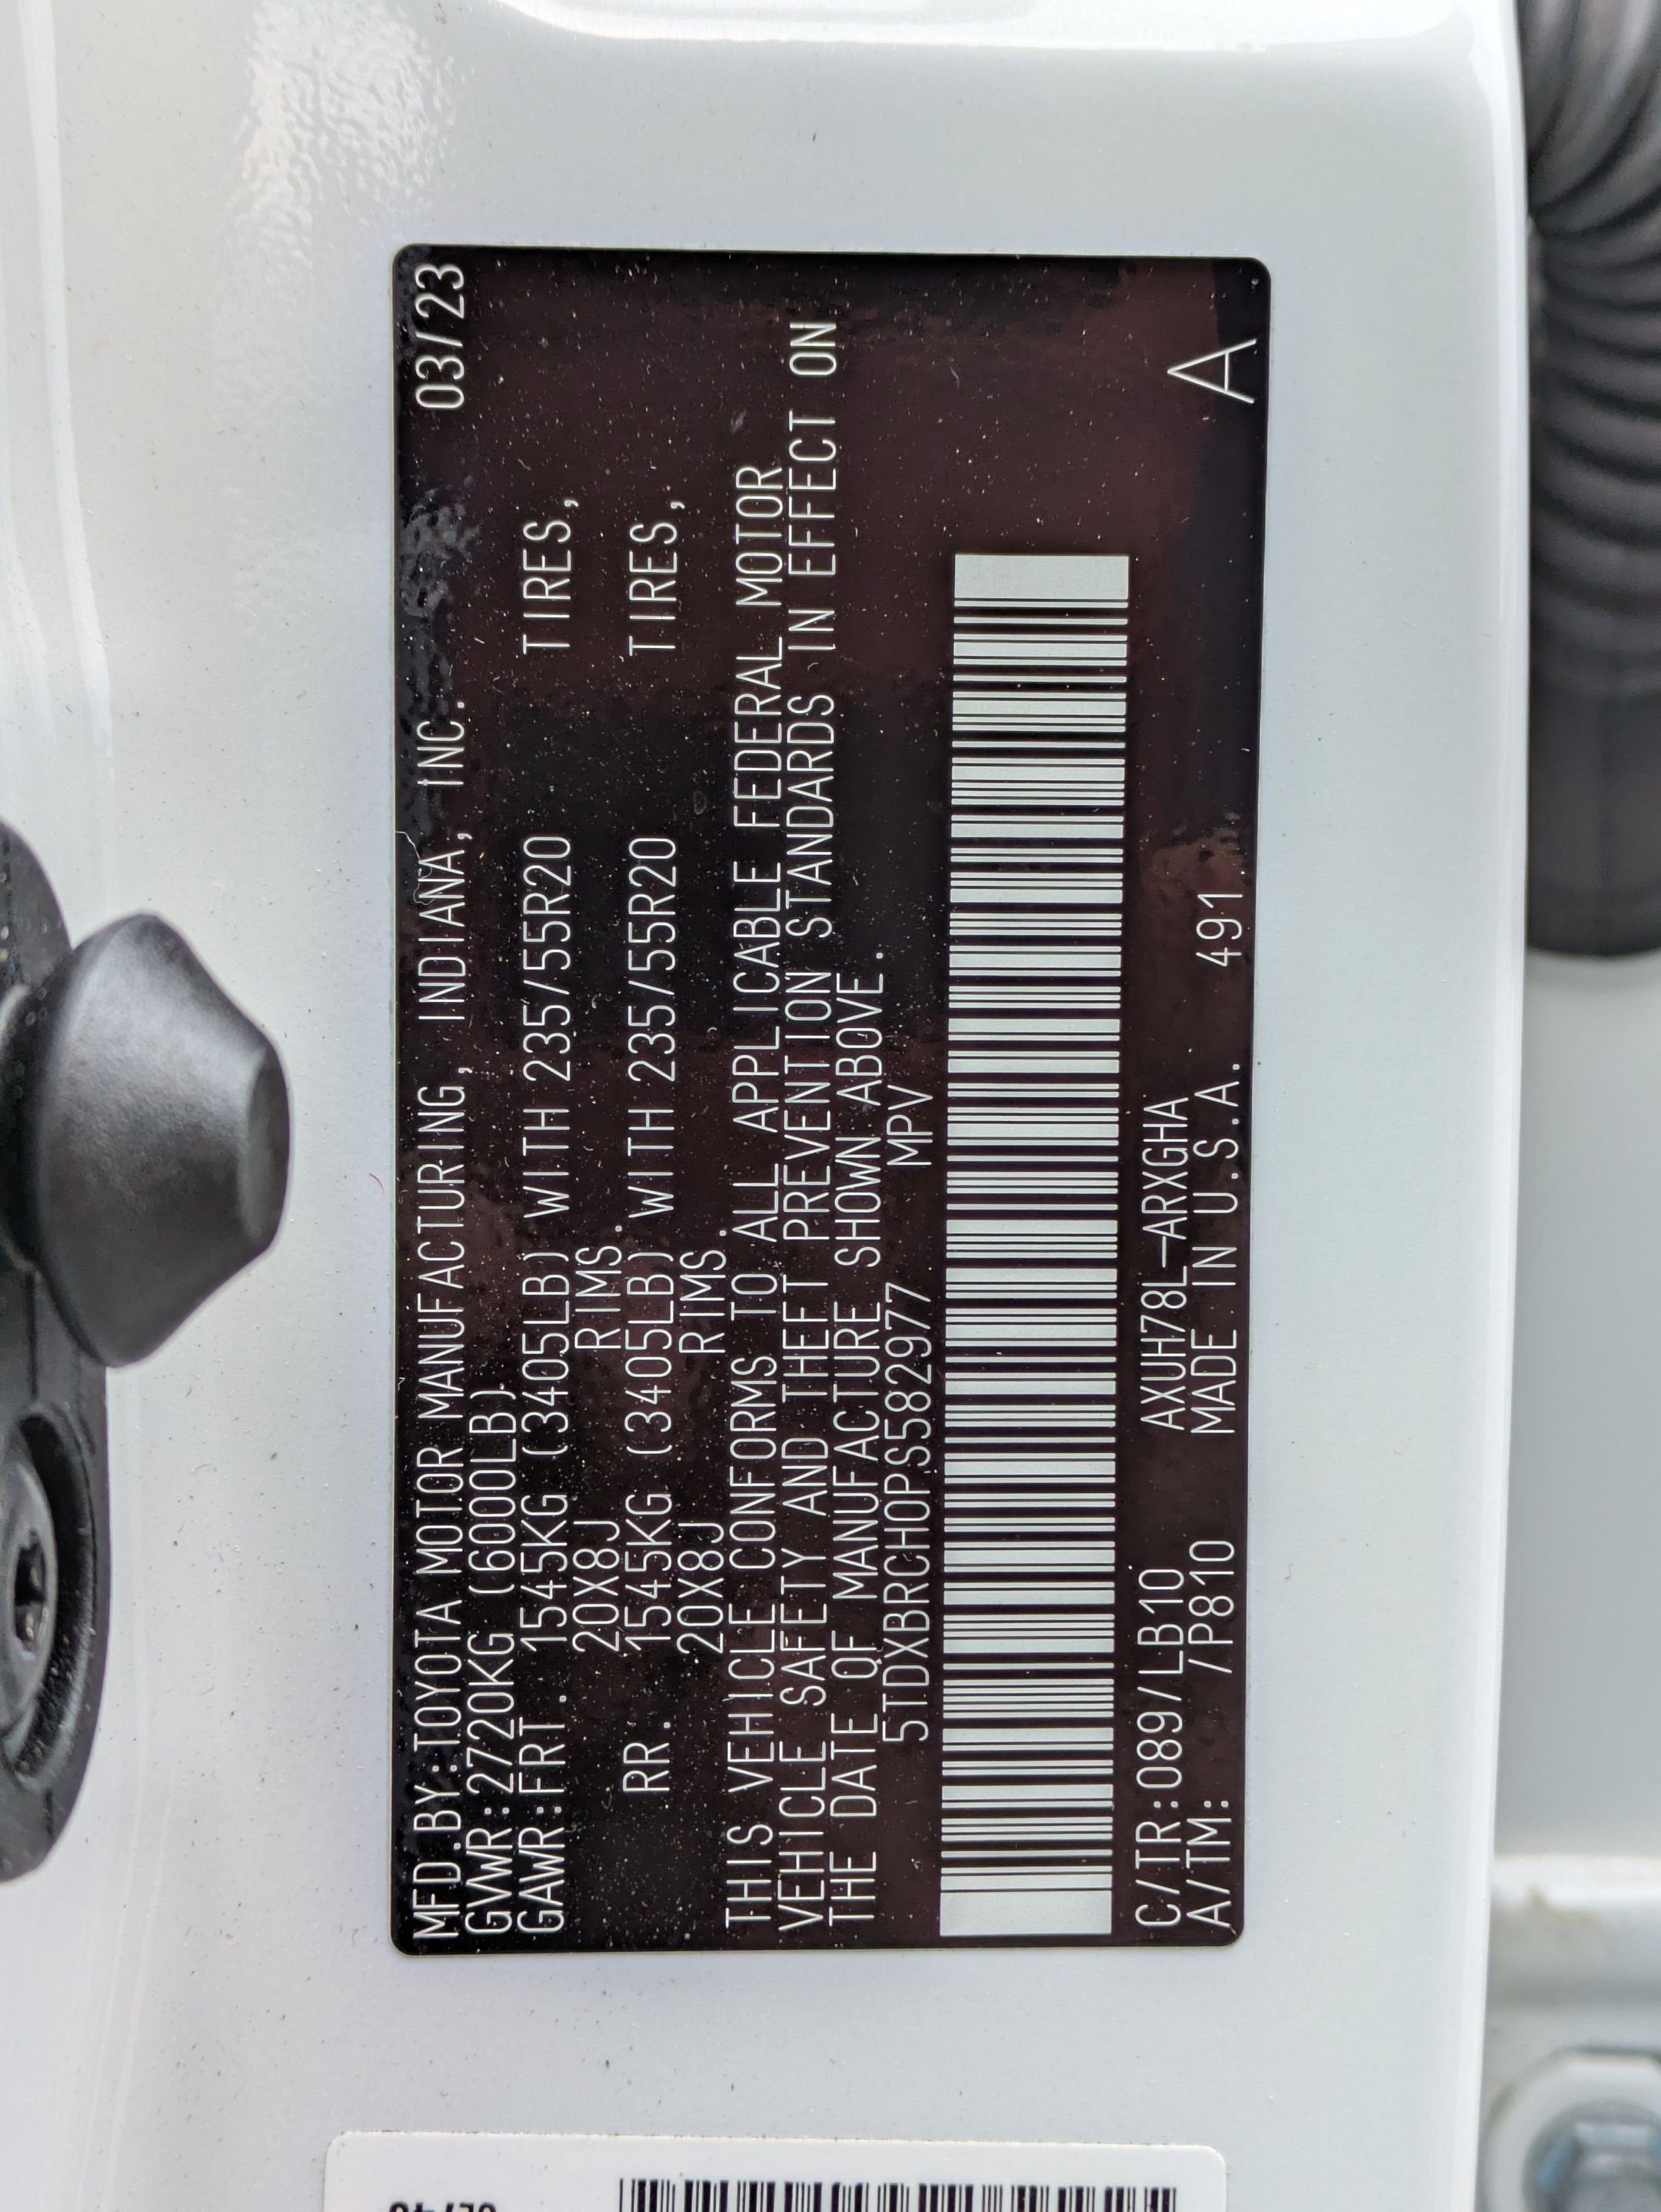 MFD.BY:TOYOTA MOTOR MANUFACTURING, INDIANA, INC. 03/23
GVWR:2720KG (6000LB)
GAWR:FRT. 1545KG (3405LB) WITH 235/55R20 TIRES,
20X8J RIMS.
RR. 1545KG (3405LB) WITH 235/55R20 TIRES,
20X8J RIMS.
THIS VEHICLE CONFORMS TO ALL APPLICABLE FEDERAL MOTOR
VEHICLE SAFETY AND THEFT PREVENTION STANDARDS IN EFFECT ON
THE DATE OF MANUFACTURE SHOWN ABOVE.
5TDXBRCH0PS582977 MPV
C/TR:089/LB10 AXUH78L-ARXGHA
A/TM: /P810 MADE IN U.S.A. 491 A